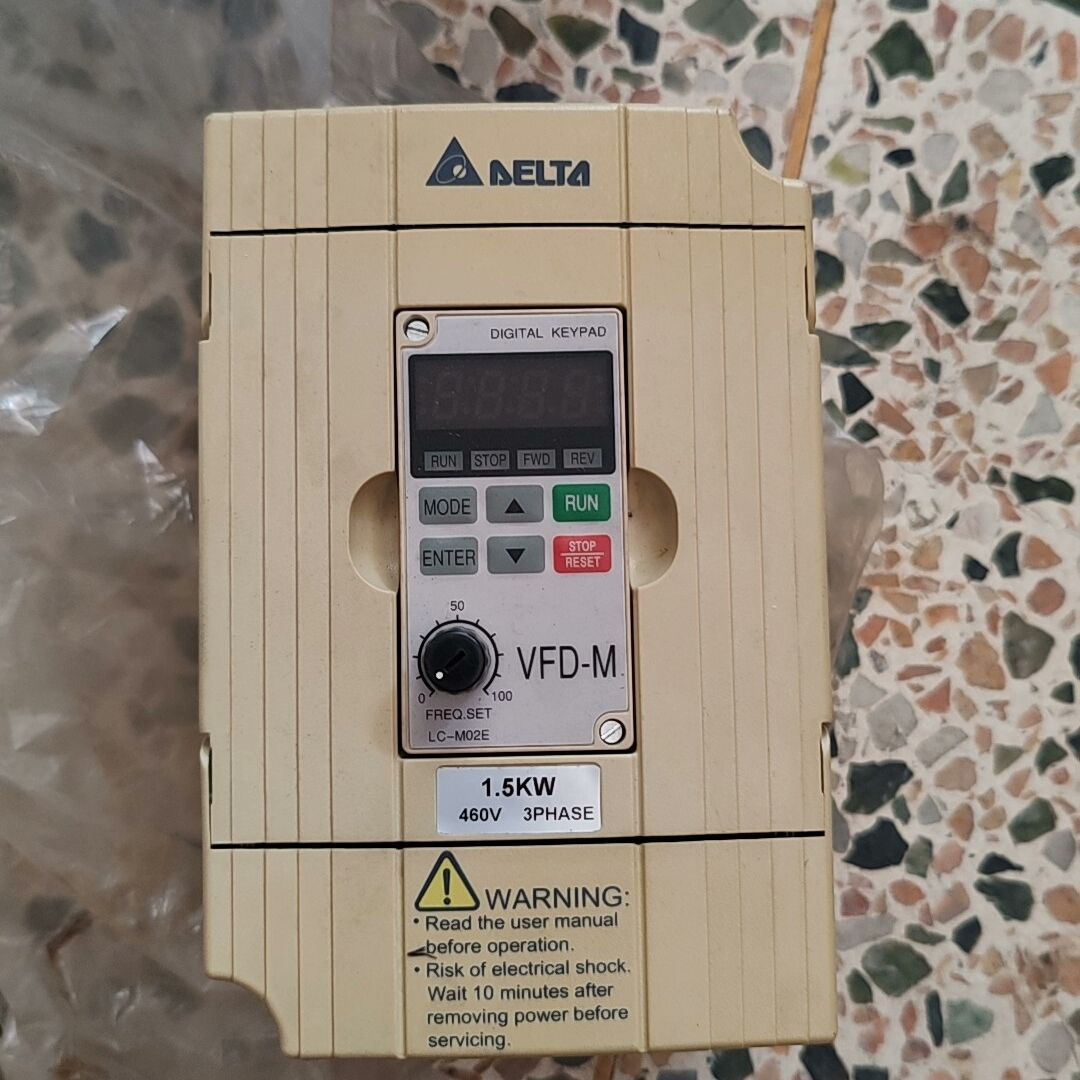 DELTA
DIGITAL KEYPAD
RUN STOP FWD REV
MODE ▲ RUN
ENTER ▼ STOP
RESET
50
0 100
VFD-M
FREQ.SET
LC-M02E
1.5KW
460V 3PHASE
WARNING:
• Read the user manual
before operation.
• Risk of electrical shock.
Wait 10 minutes after
removing power before
servicing.